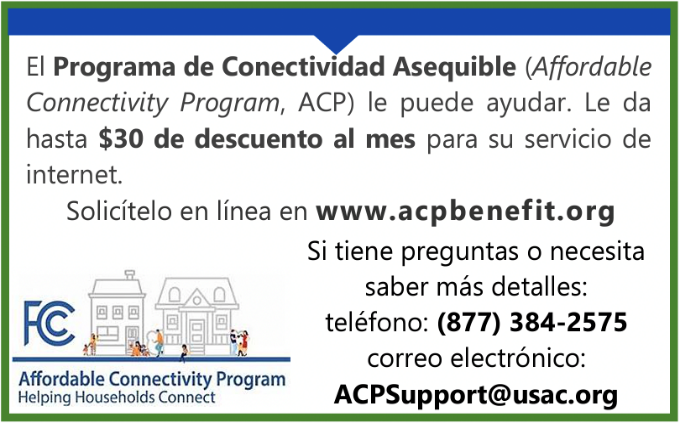 El Programa de Conectividad Asequible (Affordable
Connectivity Program, ACP) le puede ayudar. Le da
hasta $30 de descuento al mes para su servicio de
internet.
Solicítelo en línea en www.acpbenefit.org
Si tiene preguntas o necesita
saber más detalles:
teléfono: (877) 384-2575
correo electrónico:
ACPSupport@usac.org
FCC
Affordable Connectivity Program
Helping Households Connect